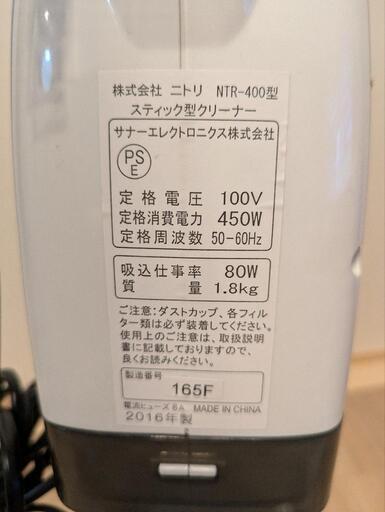 株式会社 ニトリ NTR-400型
スティック型クリーナー
サナーエレクトロニクス株式会社
PS
E
定格電圧 100V
定格消費電力 450W
定格周波数 50-60Hz
吸込仕事率 80W
質量 1.8kg
ご注意:ダストカップ、各フィル
ター類は必ず装着してください。
使用上のご注意は、取扱説明
書に記載しておりますので、
良くお読みください。
製造番号
165F
電流ヒューズ 8A MADE IN CHINA
2016年製